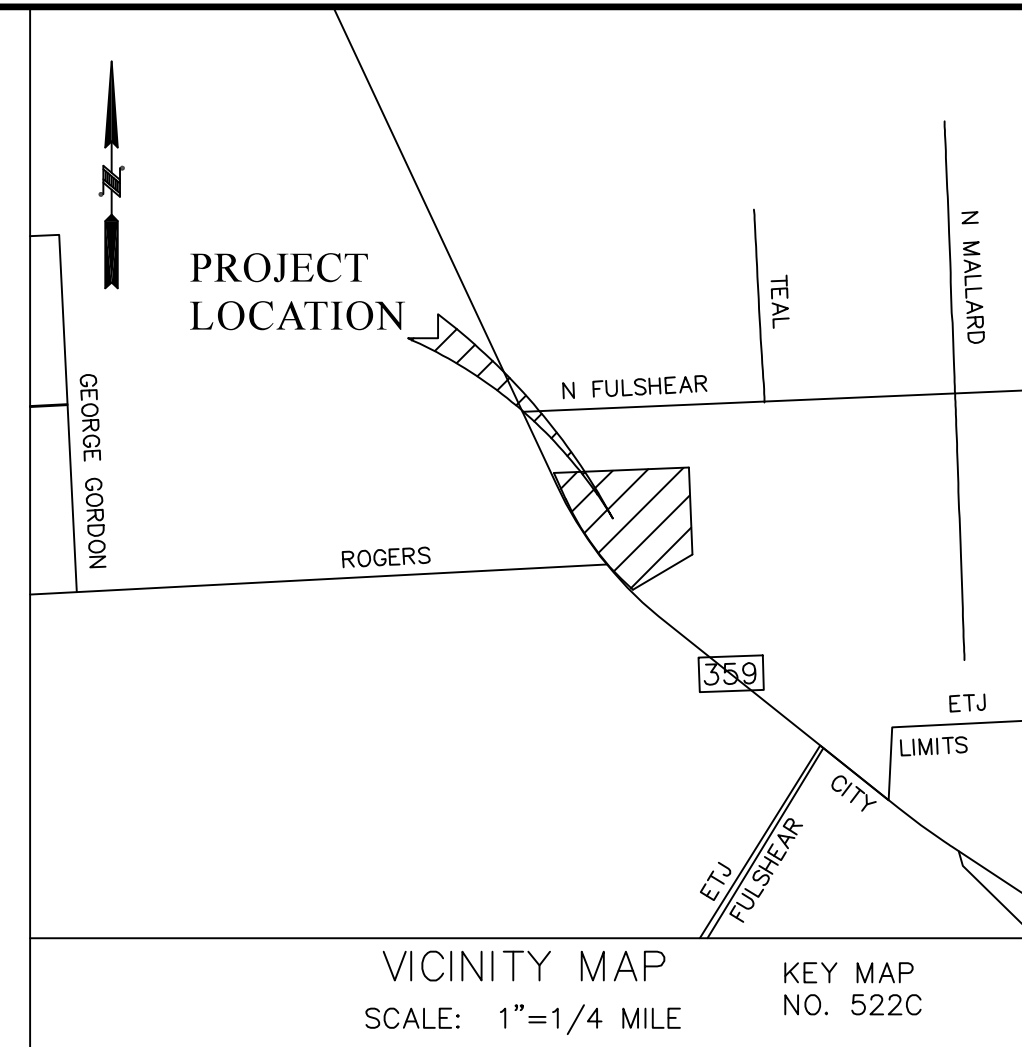 N
PROJECT
LOCATION
N MALLARD
TEAL
N FULSHEAR
GEORGE GORDON
ROGERS
359
ETJ
LIMITS
CITY
ETJ
FULSHEAR
VICINITY MAP
SCALE: 1"=1/4 MILE
KEY MAP
NO. 522C